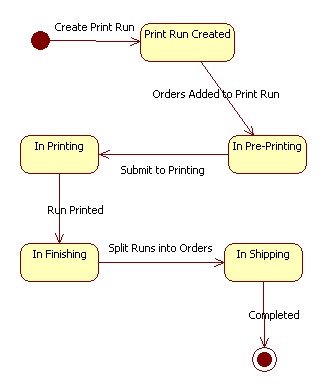 Create Print Run
Print Run Created
Orders Added to Print Run
In Printing
In Pre-Printing
Submit to Printing
Run Printed
Split Runs into Orders
In Finishing
In Shipping
Completed